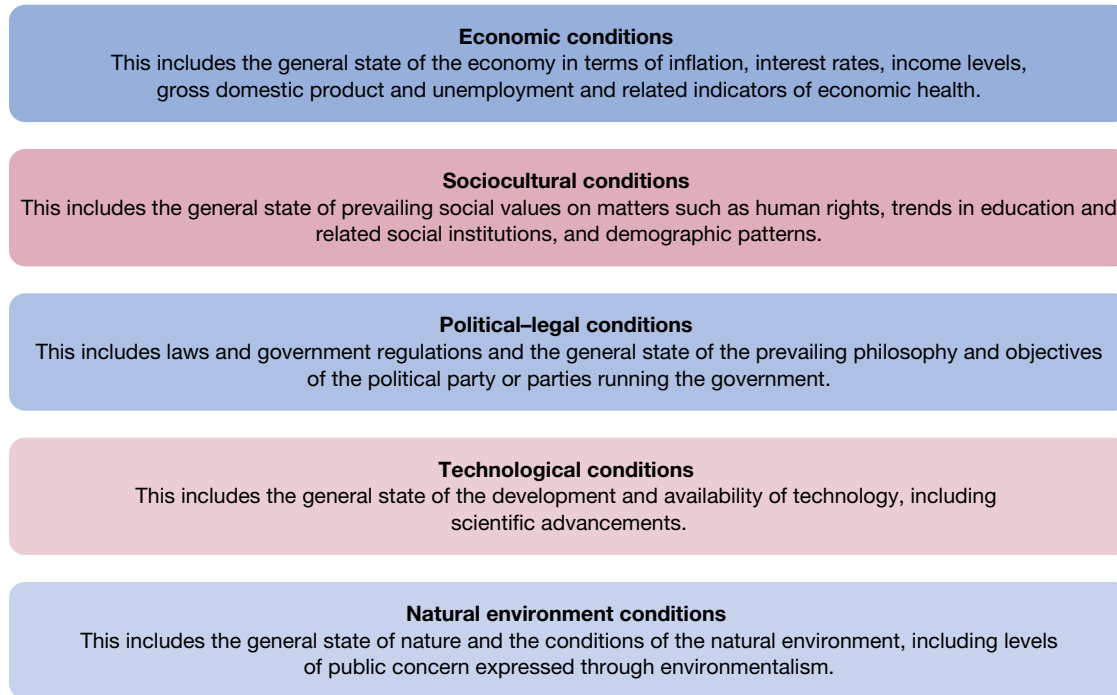 Economic conditions
This includes the general state of the economy in terms of inflation, interest rates, income levels,
gross domestic product and unemployment and related indicators of economic health.
Sociocultural conditions
This includes the general state of prevailing social values on matters such as human rights, trends in education and
related social institutions, and demographic patterns.
Political–legal conditions
This includes laws and government regulations and the general state of the prevailing philosophy and objectives
of the political party or parties running the government.
Technological conditions
This includes the general state of the development and availability of technology, including
scientific advancements.
Natural environment conditions
This includes the general state of nature and the conditions of the natural environment, including levels
of public concern expressed through environmentalism.